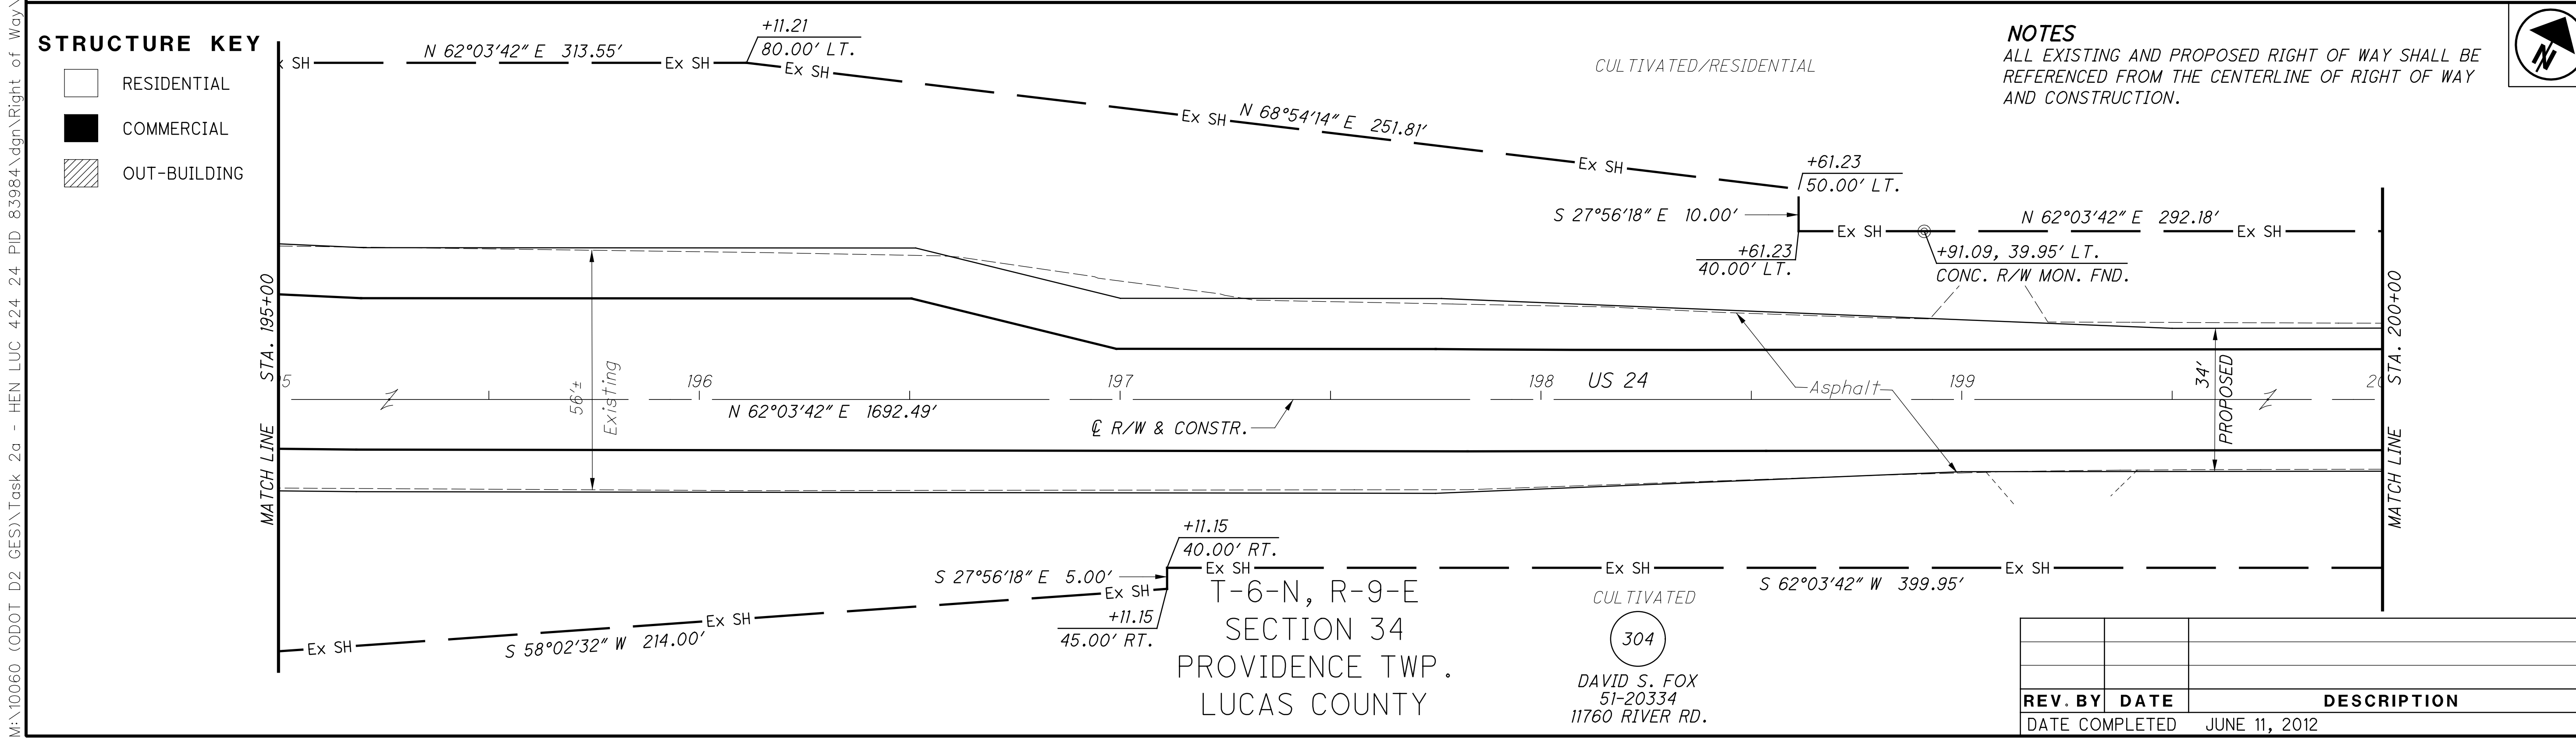 M:\10060 (ODOT D2 GES)\Task 2a - HEN LUC 424 24 PID 83984\dgn\Right of Way\
STRUCTURE KEY
RESIDENTIAL
COMMERCIAL
OUT-BUILDING
SH
N 62°03'42" E 313.55'
Ex SH
+11.21
80.00' LT.
Ex SH
Ex SH
N 68°54'14" E 251.81'
Ex SH
CULTIVATED/RESIDENTIAL
NOTES
ALL EXISTING AND PROPOSED RIGHT OF WAY SHALL BE
REFERENCED FROM THE CENTERLINE OF RIGHT OF WAY
AND CONSTRUCTION.
N
+61.23
50.00' LT.
S 27°56'18" E 10.00'
N 62°03'42" E 292.18'
Ex SH
Ex SH
+61.23
40.00' LT.
+91.09, 39.95' LT.
CONC. R/W MON. FND.
MATCH LINE STA. 195+00
56'±
Existing
196
197
198
US 24
Asphalt
199
34'
PROPOSED
MATCH LINE STA. 200+00
N 62°03'42" E 1692.49'
℄ R/W & CONSTR.
+11.15
40.00' RT.
S 27°56'18" E 5.00'
Ex SH
Ex SH
Ex SH
S 62°03'42" W 399.95'
Ex SH
Ex SH
Ex SH
S 58°02'32" W 214.00'
+11.15
45.00' RT.
T-6-N, R-9-E
SECTION 34
PROVIDENCE TWP.
LUCAS COUNTY
CULTIVATED
304
DAVID S. FOX
51-20334
11760 RIVER RD.
REV. BY DATE DESCRIPTION
DATE COMPLETED JUNE 11, 2012